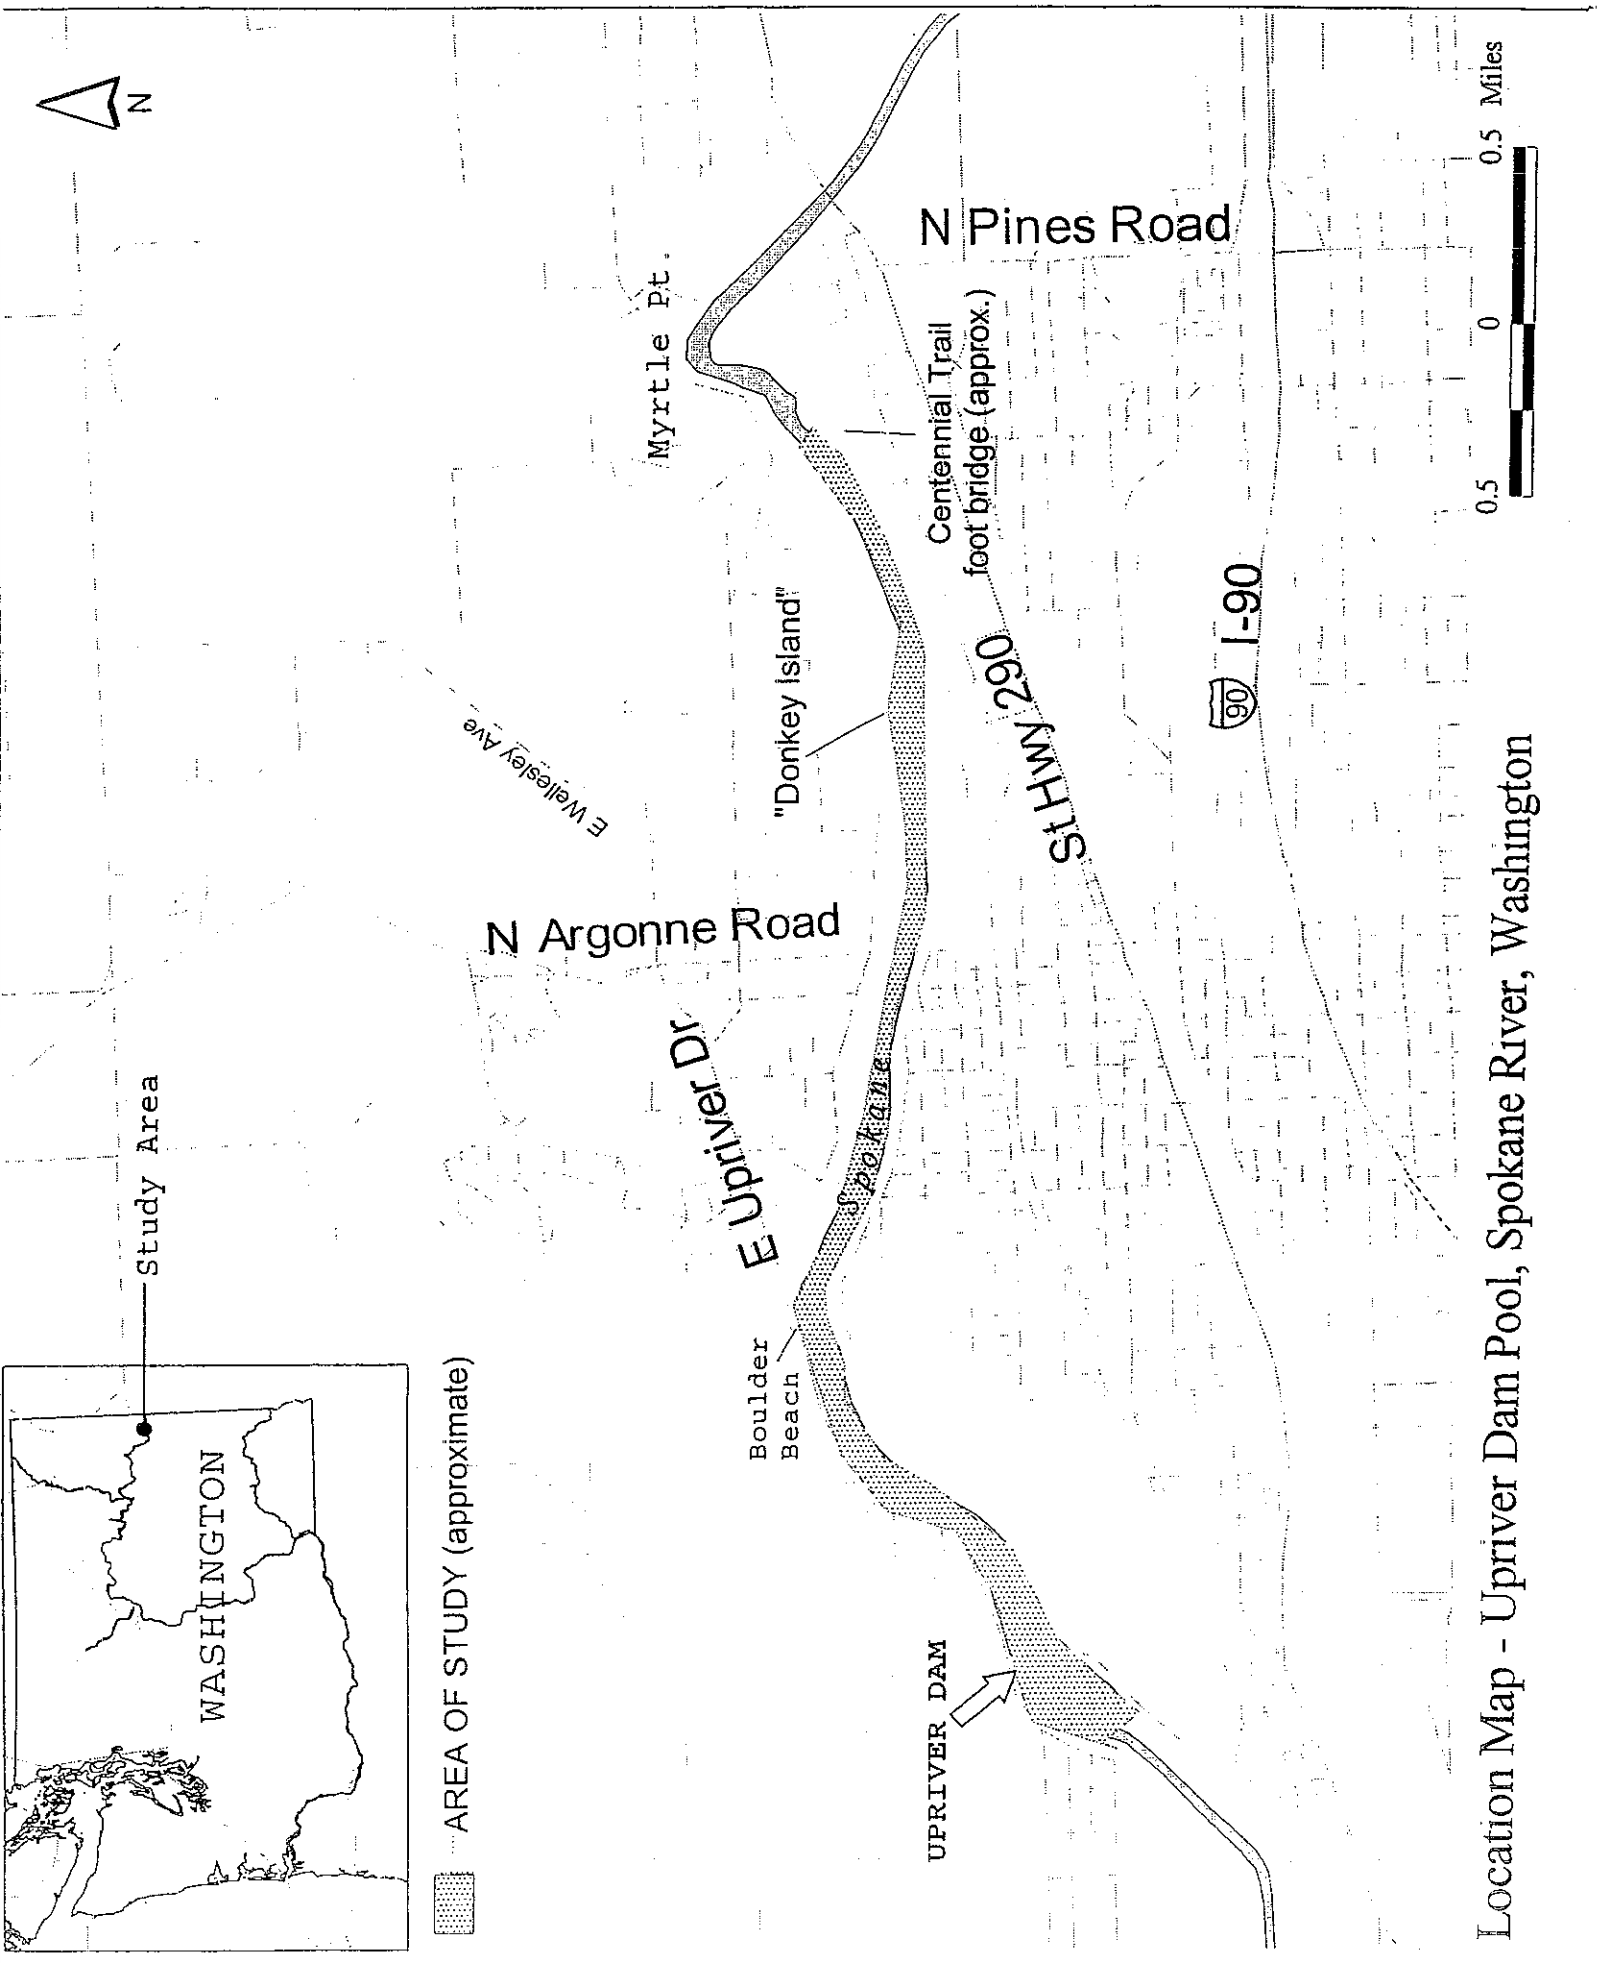 Study Area
WASHINGTON
AREA OF STUDY (approximate)
N
E Wellesley Ave
N Argonne Road
Myrtle Pt.
E Upriver Dr
Boulder
Beach
"Donkey Island"
Spokane
UPRIVER DAM
Centennial Trail
foot bridge (approx.)
N Pines Road
St Hwy 290
90
I-90
0.5 0 0.5 Miles
Location Map - Upriver Dam Pool, Spokane River, Washington